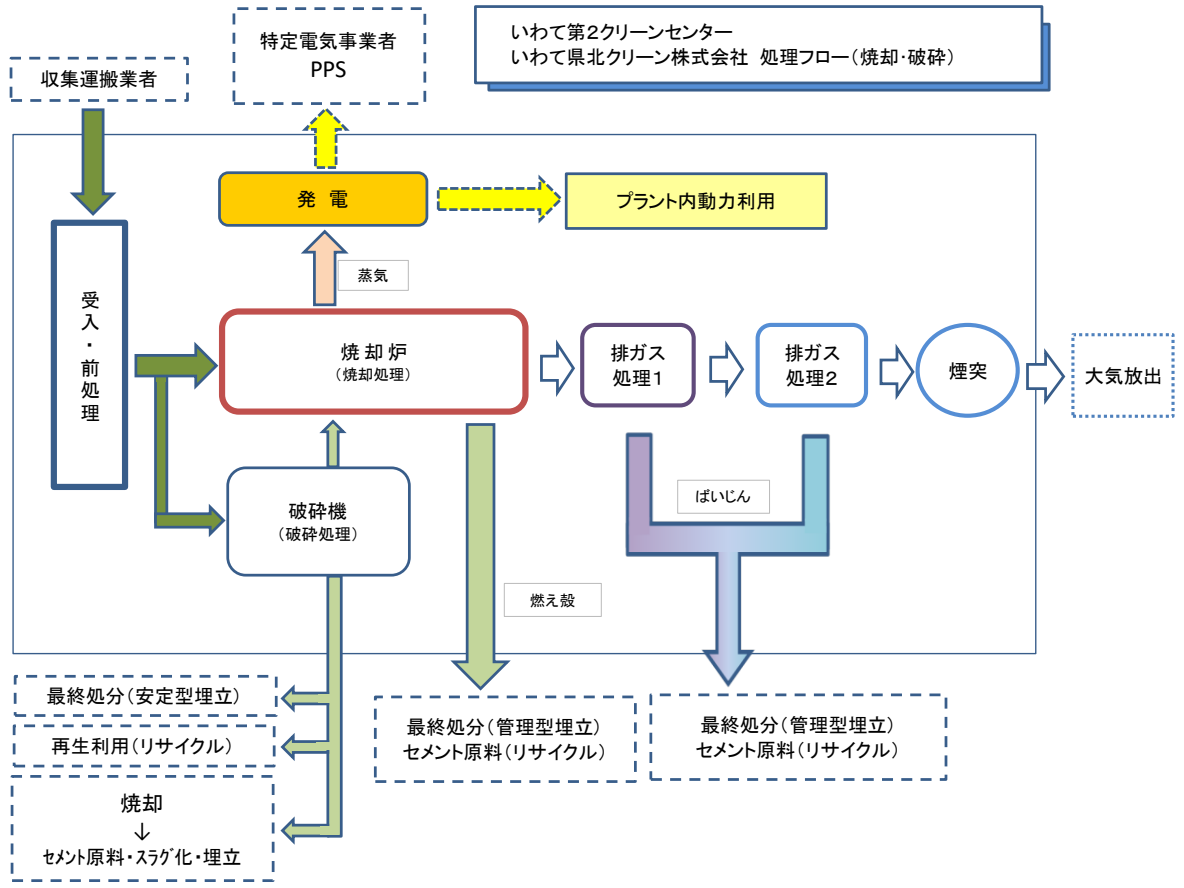 いわて第2クリーンセンター
いわて県北クリーン株式会社 処理フロー(焼却・破砕)
特定電気事業者
PPS
収集運搬業者
発 電
プラント内動力利用
蒸気
受入・前処理
焼 却 炉
(焼却処理)
排ガス
処理1
排ガス
処理2
煙突
大気放出
破砕機
(破砕処理)
ばいじん
燃え殻
最終処分(安定型埋立)
再生利用(リサイクル)
焼却
↓
セメント原料・スラグ化・埋立
最終処分(管理型埋立)
セメント原料(リサイクル)
最終処分(管理型埋立)
セメント原料(リサイクル)